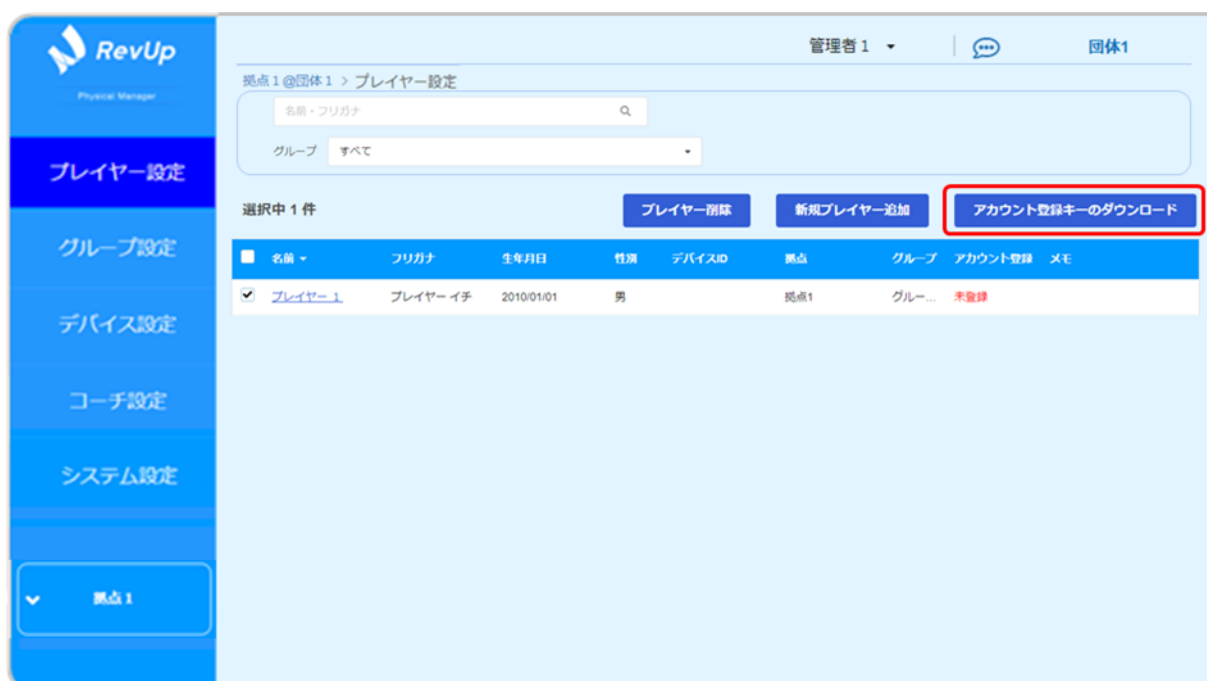 RevUp
Physical Manager
管理者１
団体1
拠点１@団体１ > プレイヤー設定
名前・フリガナ
グループ すべて
プレイヤー設定
グループ設定
デバイス設定
コーチ設定
システム設定
拠点１
選択中 1 件
プレイヤー削除
新規プレイヤー追加
アカウント登録キーのダウンロード
名前 フリガナ 生年月日 性別 デバイスID 拠点 グループ アカウント登録 メモ
プレイヤー １ プレイヤー イチ 2010/01/01 男 拠点1 グルー... 未登録